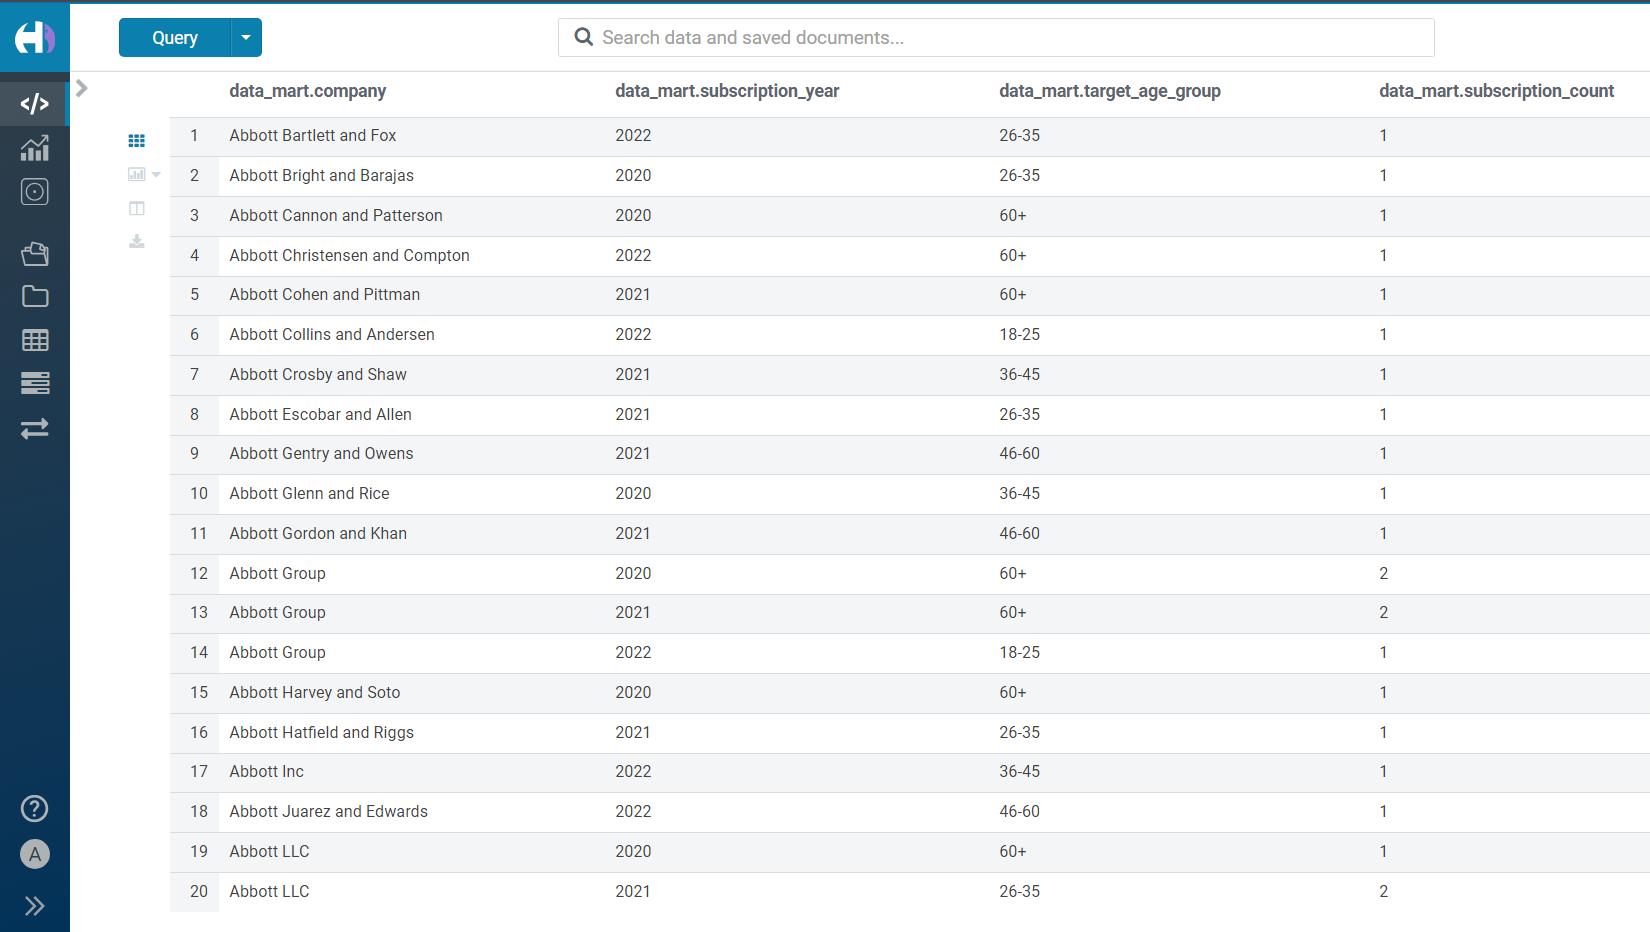 Query
Search data and saved documents...
data_mart.company data_mart.subscription_year data_mart.target_age_group data_mart.subscription_count
1 Abbott Bartlett and Fox 2022 26-35 1
2 Abbott Bright and Barajas 2020 26-35 1
3 Abbott Cannon and Patterson 2020 60+ 1
4 Abbott Christensen and Compton 2022 60+ 1
5 Abbott Cohen and Pittman 2021 60+ 1
6 Abbott Collins and Andersen 2022 18-25 1
7 Abbott Crosby and Shaw 2021 36-45 1
8 Abbott Escobar and Allen 2021 26-35 1
9 Abbott Gentry and Owens 2021 46-60 1
10 Abbott Glenn and Rice 2020 36-45 1
11 Abbott Gordon and Khan 2021 46-60 1
12 Abbott Group 2020 60+ 2
13 Abbott Group 2021 60+ 2
14 Abbott Group 2022 18-25 1
15 Abbott Harvey and Soto 2020 60+ 1
16 Abbott Hatfield and Riggs 2021 26-35 1
17 Abbott Inc 2022 36-45 1
18 Abbott Juarez and Edwards 2022 46-60 1
19 Abbott LLC 2020 60+ 1
20 Abbott LLC 2021 26-35 2
A